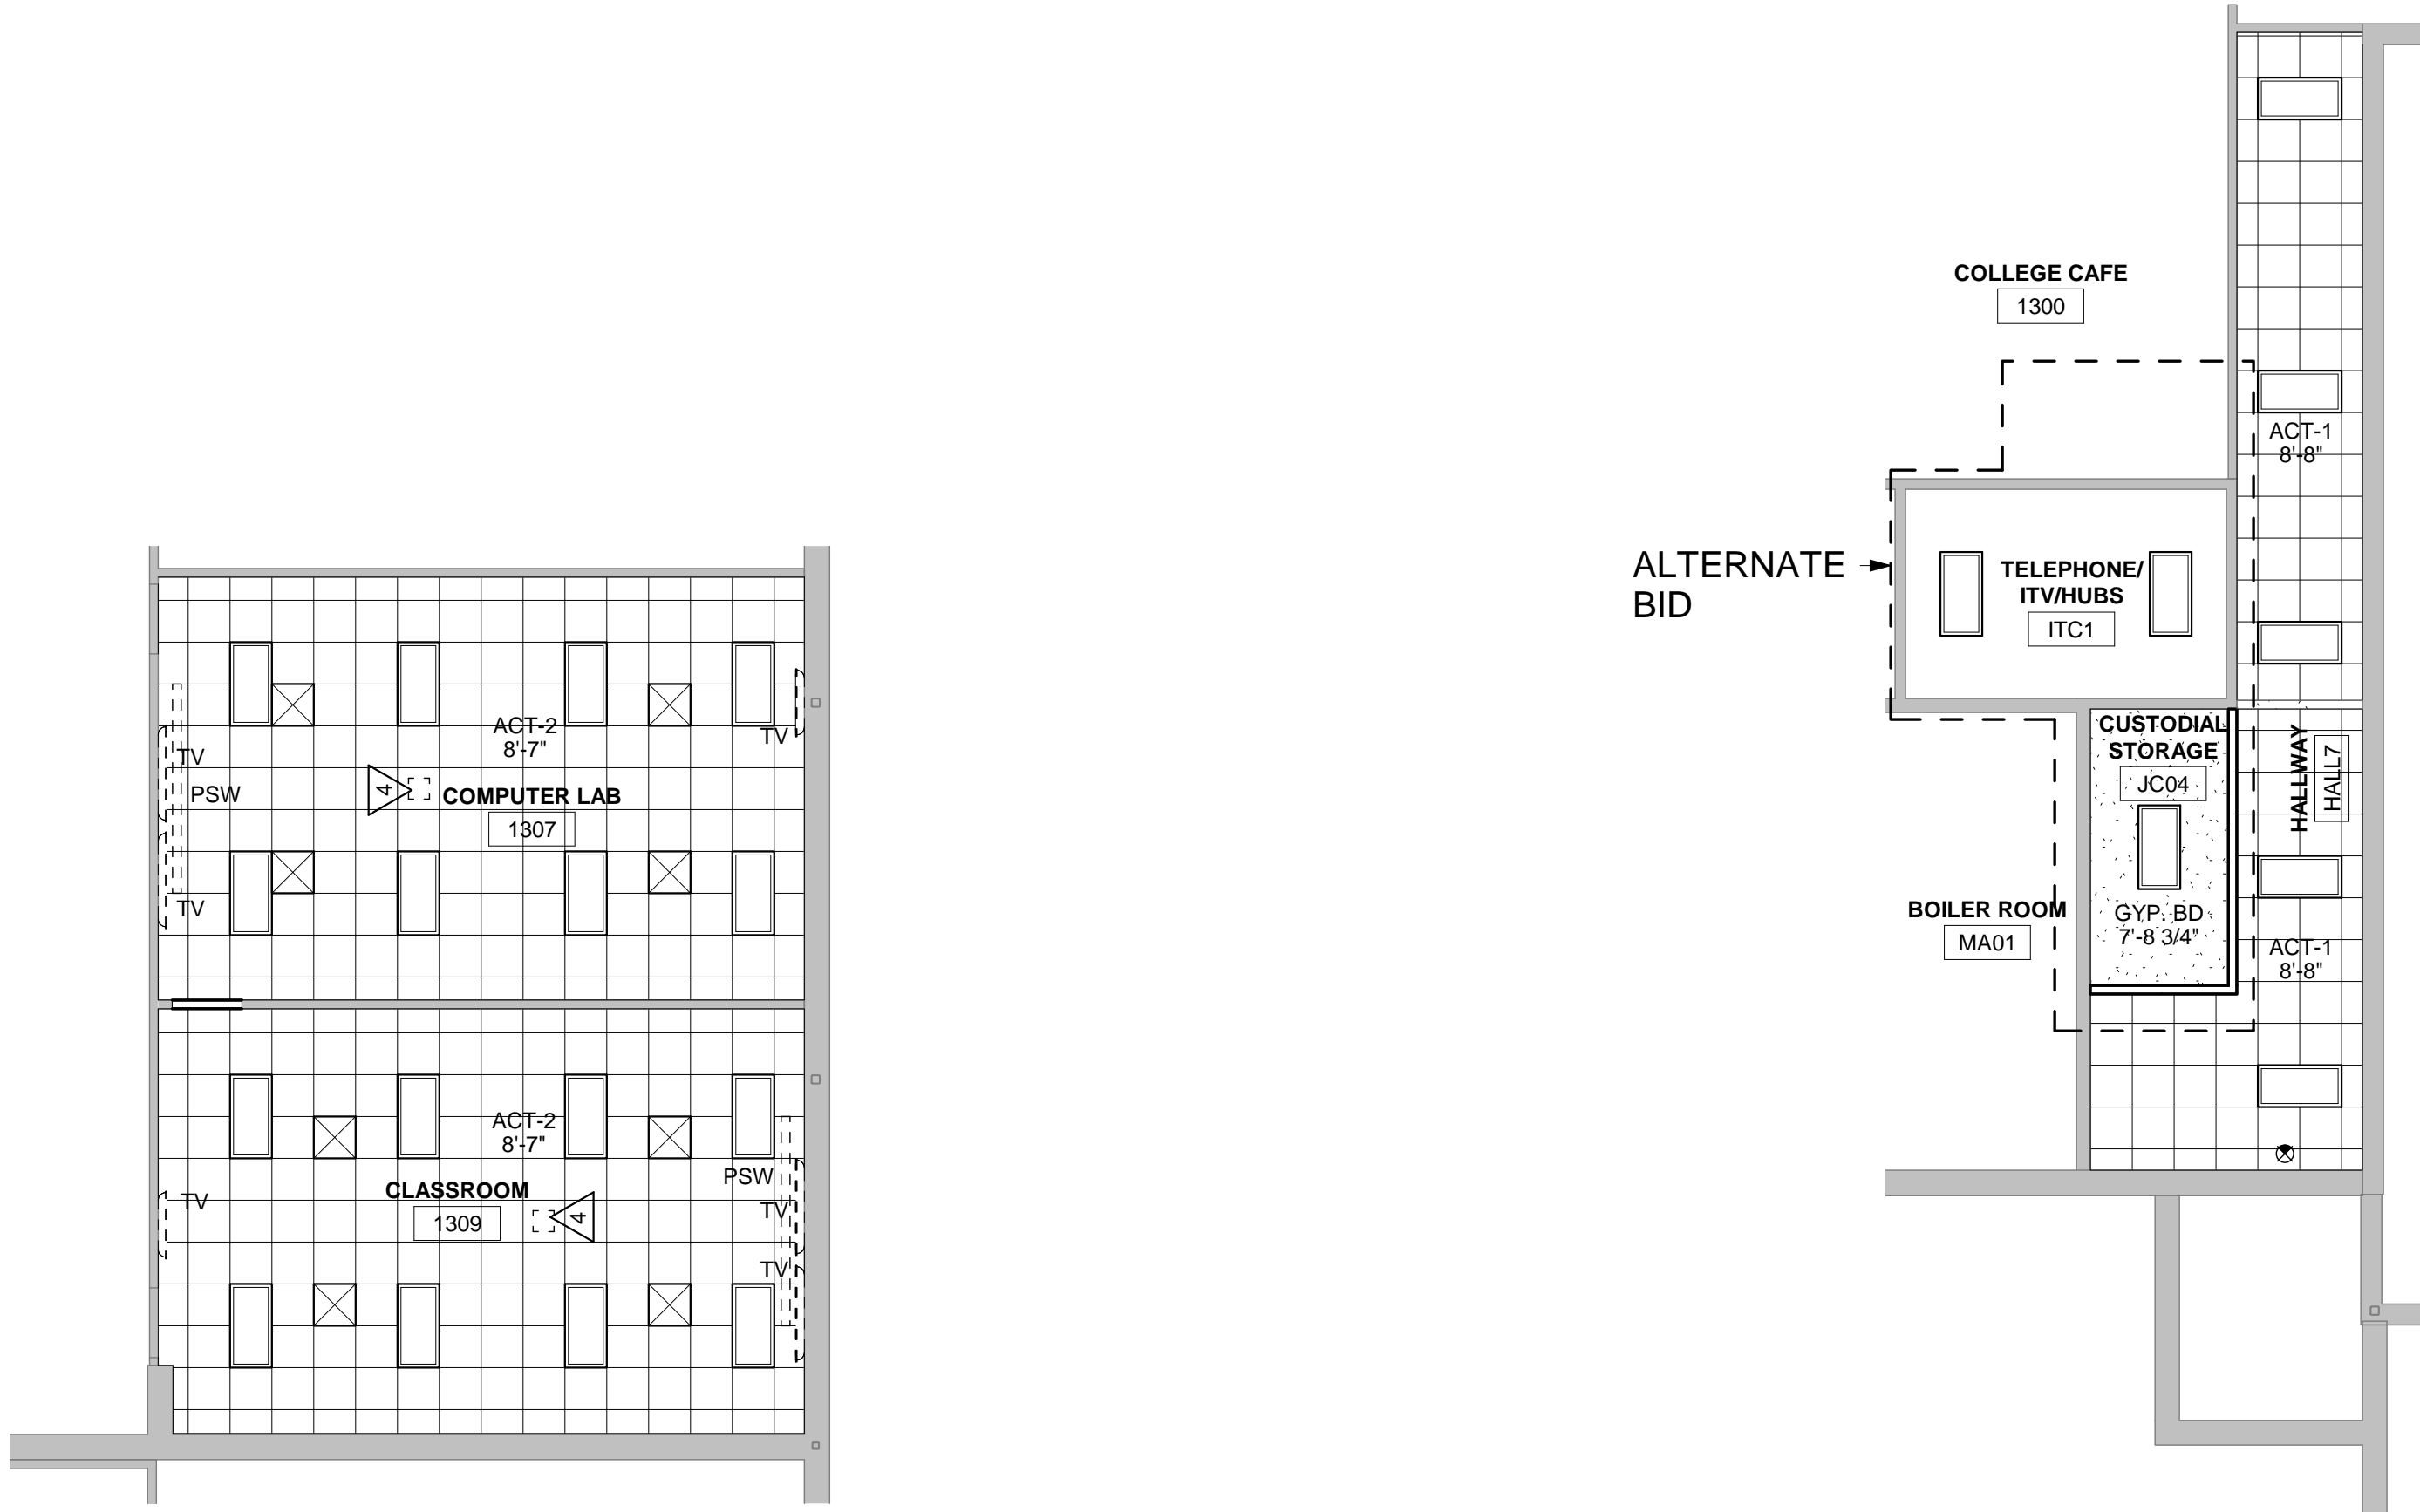 COLLEGE CAFE
1300
ACT-1
8'-8"
ALTERNATE
BID
TELEPHONE/
ITV/HUBS
ITC1
CUSTODIAL
STORAGE
JC04
GYP. BD
7'-8 3/4"
HALLWAY
HALL7
BOILER ROOM
MA01
ACT-1
8'-8"
ACT-2
8'-7"
TV
TV
PSW
4
COMPUTER LAB
1307
TV
ACT-2
8'-7"
PSW
CLASSROOM
TV
1309
4
TV
TV